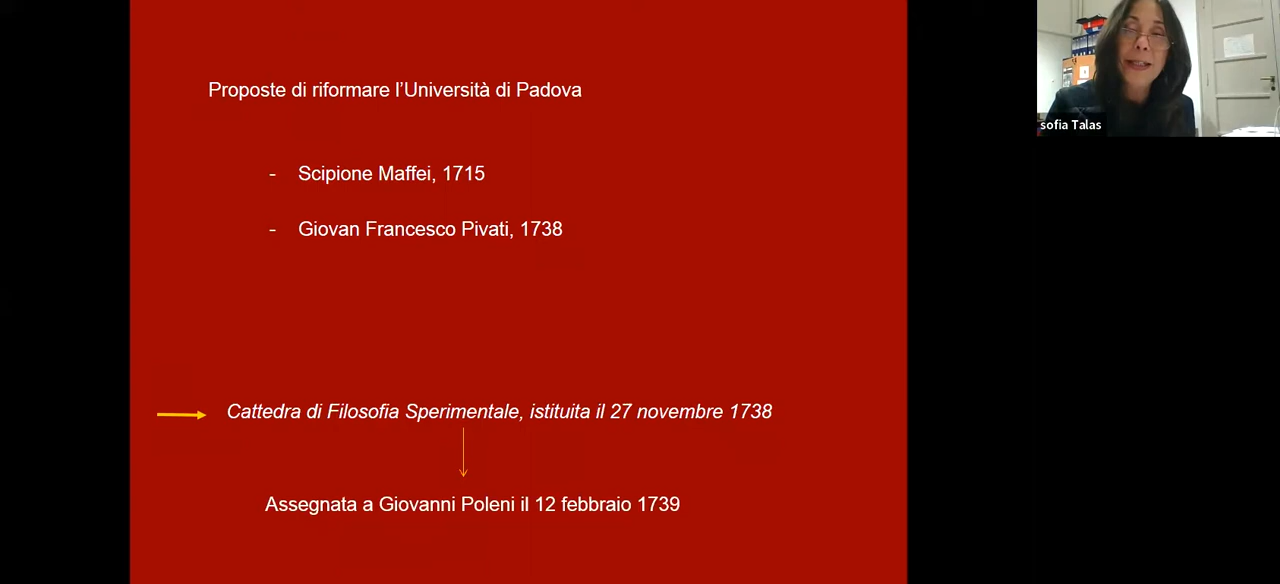 Proposte di riformare l’Università di Padova
- Scipione Maffei, 1715
- Giovan Francesco Pivati, 1738
Cattedra di Filosofia Sperimentale, istituita il 27 novembre 1738
Assegnata a Giovanni Poleni il 12 febbraio 1739
sofia Talas